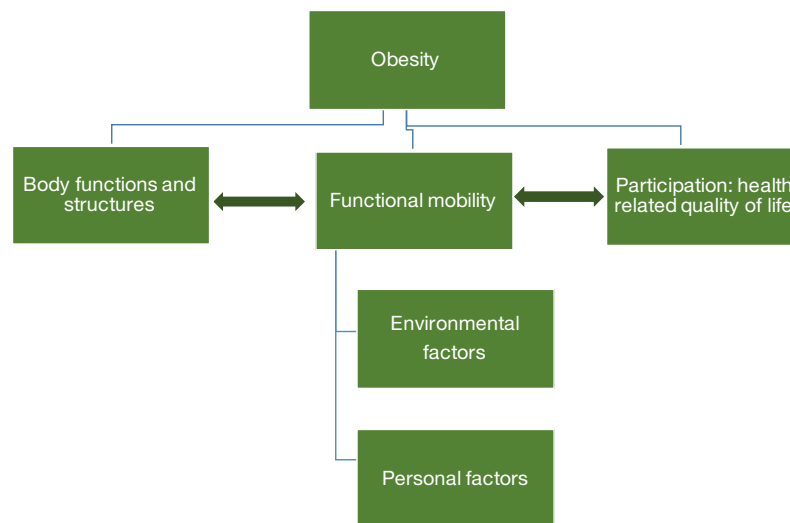 Obesity
Body functions and
structures
Functional mobility
Participation: health
related quality of life
Environmental
factors
Personal factors